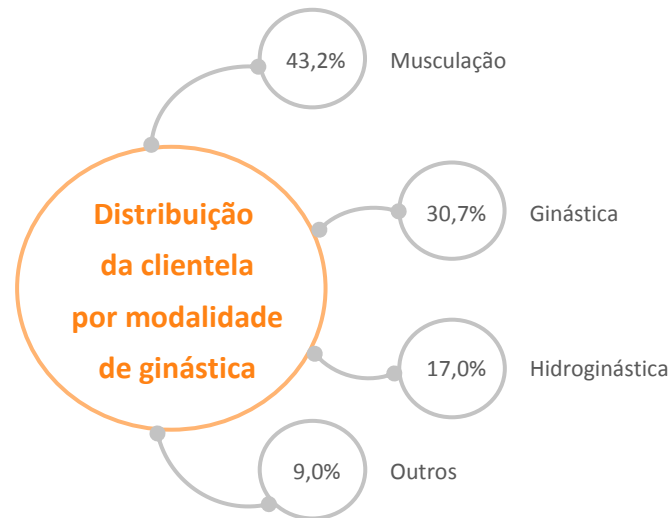 43,2% Musculação
Distribuição
da clientela
por modalidade
de ginástica
30,7% Ginástica
17,0% Hidroginástica
9,0% Outros